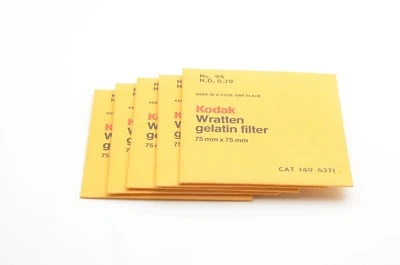 No. 96
N.D. 0.70
KEEP IN A COOL DRY PLACE
Kodak
Wratten
gelatin filter
75 mm x 75 mm
CAT 149 6371